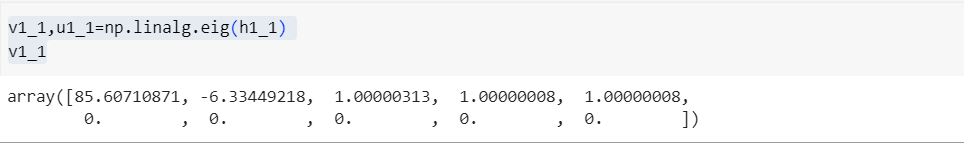 v1_1,u1_1=np.linalg.eig(h1_1)
v1_1
array([85.60710871, -6.33449218,  1.00000313,  1.00000008,  1.00000008,
        0.        ,  0.        ,  0.        ,  0.        ,  0.        ])